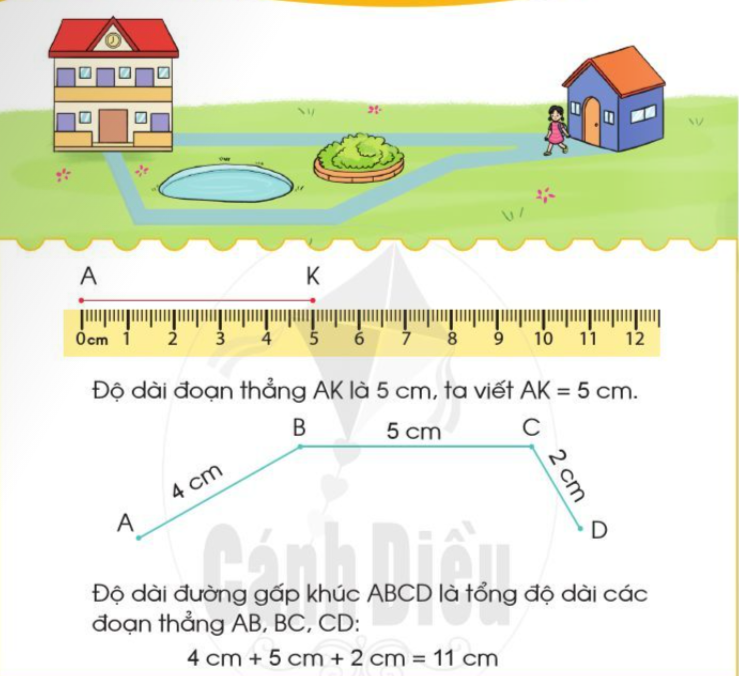 A K
0cm 1 2 3 4 5 6 7 8 9 10 11 12
Độ dài đoạn thẳng AK là 5 cm, ta viết AK = 5 cm.
B 5 cm C
4 cm 2 cm
A D
Cánh Diều
Độ dài đường gấp khúc ABCD là tổng độ dài các
đoạn thẳng AB, BC, CD:
4 cm + 5 cm + 2 cm = 11 cm